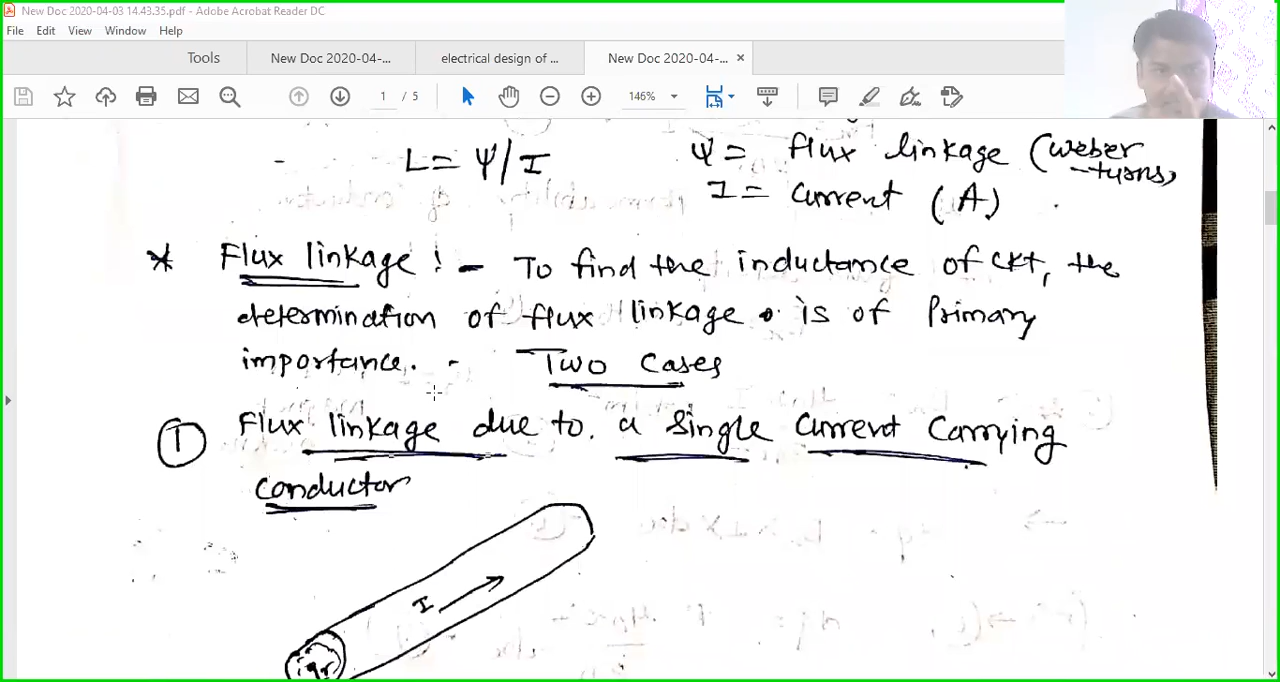 New Doc 2020-04-03 14.43.35.pdf - Adobe Acrobat Reader DC
File Edit View Window Help
Tools New Doc 2020-04-... electrical design of ... New Doc 2020-04-... ×
1 / 5 146%
L = Ψ/I Ψ = flux linkage (weber
-turns)
I = current (A)
* Flux linkage :- To find the inductance of CKT, the
determination of flux linkage is of Primary
importance. - Two Cases
① Flux linkage due to a single current Carrying
conductor
I